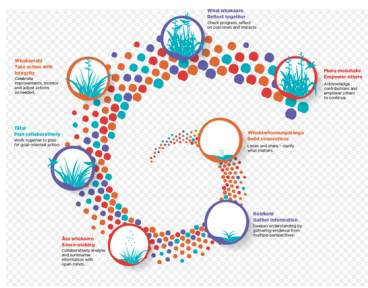 Whai whakaaro
Reflect together
Check progress, reflect
on outcomes and impacts.
Whakamahi
Take action with
integrity
Celebrate
improvements, monitor
and adjust actions
as needed.
Mana motuhake
Empower others
Acknowledge
contributions and
empower others
to continue
Whakawhanaungatanga
Build connections
Listen and share – clarify
what matters.
Tātai
Plan collaboratively
Work together to plan
for goal-oriented action.
Kohikohi
Gather information
Deepen understanding by
gathering evidence from
multiple perspectives
Āta whakaaro
Sense-making
Collaboratively analyse
and summarise
information with
open minds.